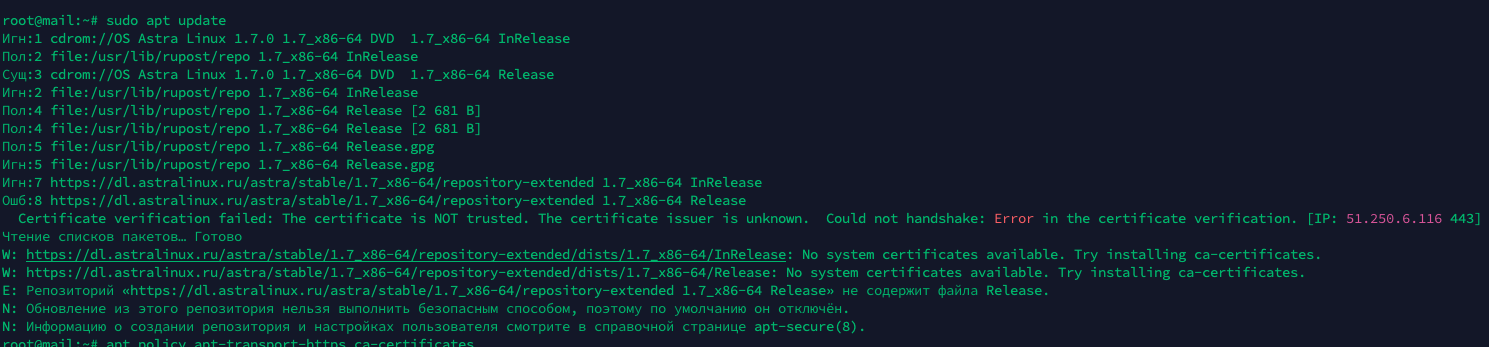 root@mail:~# sudo apt update
Игн:1 cdrom://OS Astra Linux 1.7.0 1.7_x86-64 DVD  1.7_x86-64 InRelease
Пол:2 file:/usr/lib/rupost/repo 1.7_x86-64 InRelease
Сущ:3 cdrom://OS Astra Linux 1.7.0 1.7_x86-64 DVD  1.7_x86-64 Release
Игн:2 file:/usr/lib/rupost/repo 1.7_x86-64 InRelease
Пол:4 file:/usr/lib/rupost/repo 1.7_x86-64 Release [2 681 B]
Пол:4 file:/usr/lib/rupost/repo 1.7_x86-64 Release [2 681 B]
Пол:5 file:/usr/lib/rupost/repo 1.7_x86-64 Release.gpg
Игн:5 file:/usr/lib/rupost/repo 1.7_x86-64 Release.gpg
Игн:7 https://dl.astralinux.ru/astra/stable/1.7_x86-64/repository-extended 1.7_x86-64 InRelease
Ошб:8 https://dl.astralinux.ru/astra/stable/1.7_x86-64/repository-extended 1.7_x86-64 Release
  Certificate verification failed: The certificate is NOT trusted. The certificate issuer is unknown.  Could not handshake: Error in the certificate verification. [IP: 51.250.6.116 443]
Чтение списков пакетов… Готово
W: https://dl.astralinux.ru/astra/stable/1.7_x86-64/repository-extended/dists/1.7_x86-64/InRelease: No system certificates available. Try installing ca-certificates.
W: https://dl.astralinux.ru/astra/stable/1.7_x86-64/repository-extended/dists/1.7_x86-64/Release: No system certificates available. Try installing ca-certificates.
E: Репозиторий «https://dl.astralinux.ru/astra/stable/1.7_x86-64/repository-extended 1.7_x86-64 Release» не содержит файла Release.
N: Обновление из этого репозитория нельзя выполнить безопасным способом, поэтому по умолчанию он отключён.
N: Информацию о создании репозитория и настройках пользователя смотрите в справочной странице apt-secure(8).
root@mail:~# apt policy apt-transport-https ca-certificates